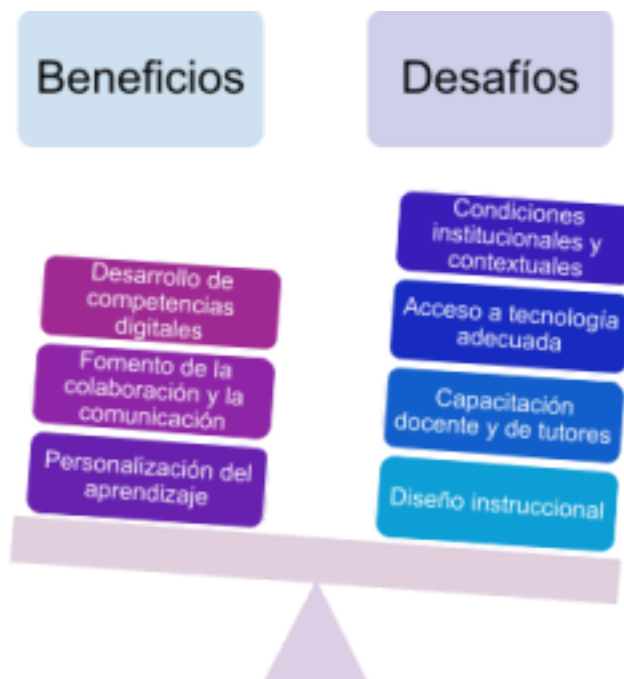 Beneficios
Desafíos
Desarrollo de
competencias
digitales
Fomento de la
colaboración y la
comunicación
Personalización del
aprendizaje
Condiciones
institucionales y
contextuales
Acceso a tecnología
adecuada
Capacitación
docente y de tutores
Diseño instruccional